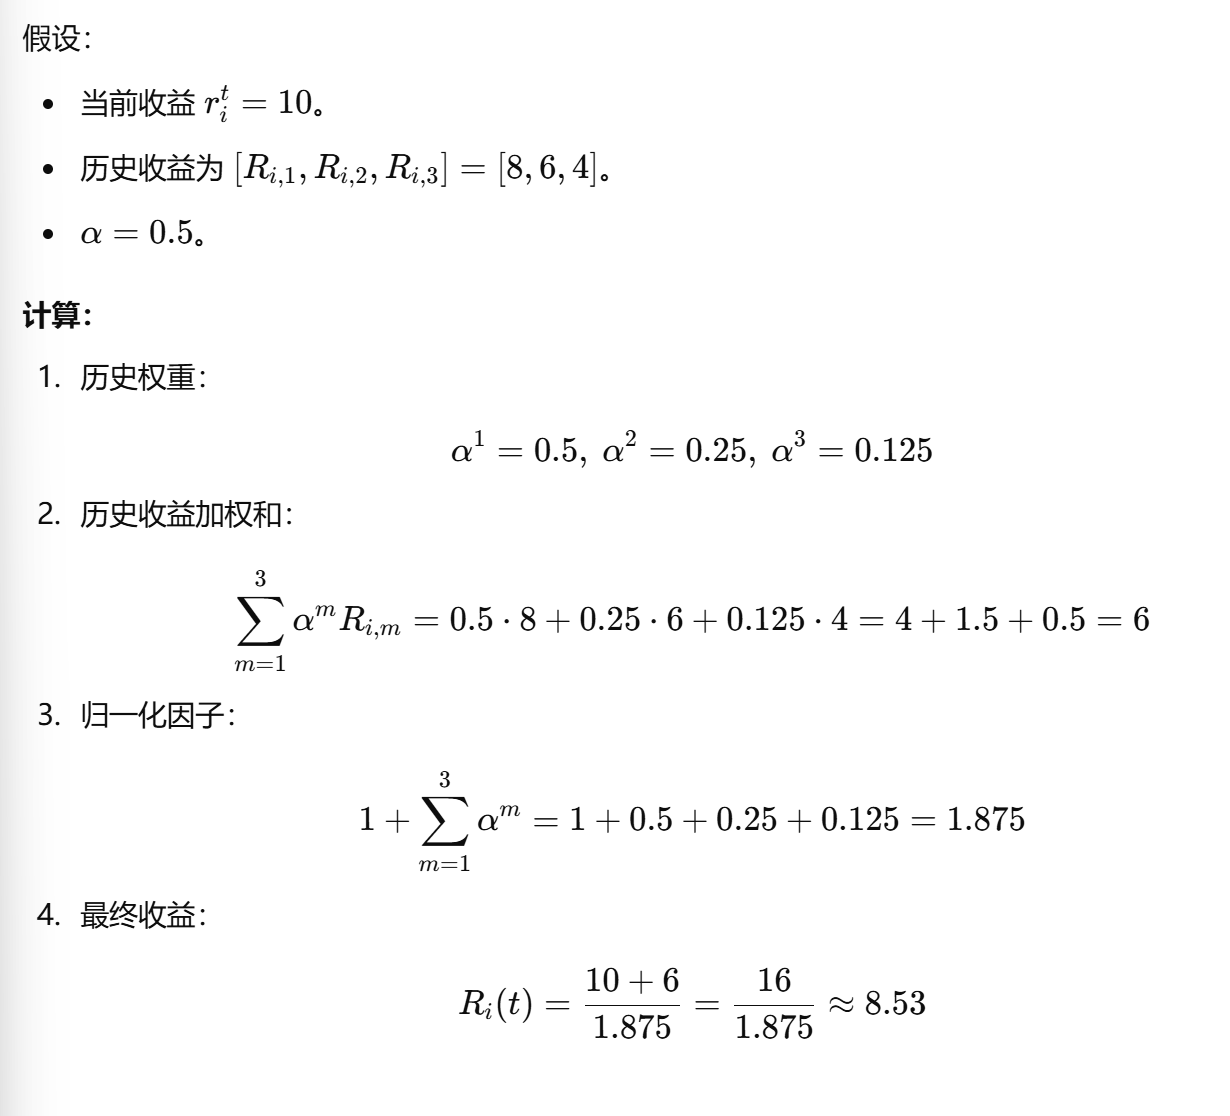 假设：
• 当前收益 $r_i^t = 10$。
• 历史收益为 $[R_{i,1}, R_{i,2}, R_{i,3}] = [8, 6, 4]$。
• $\alpha = 0.5$。
计算：
1. 历史权重：
$\alpha^1 = 0.5,\ \alpha^2 = 0.25,\ \alpha^3 = 0.125$
2. 历史收益加权和：
$\sum_{m=1}^{3} \alpha^m R_{i,m} = 0.5 \cdot 8 + 0.25 \cdot 6 + 0.125 \cdot 4 = 4 + 1.5 + 0.5 = 6$
3. 归一化因子：
$1 + \sum_{m=1}^{3} \alpha^m = 1 + 0.5 + 0.25 + 0.125 = 1.875$
4. 最终收益：
$R_i(t) = \frac{10 + 6}{1.875} = \frac{16}{1.875} \approx 8.53$